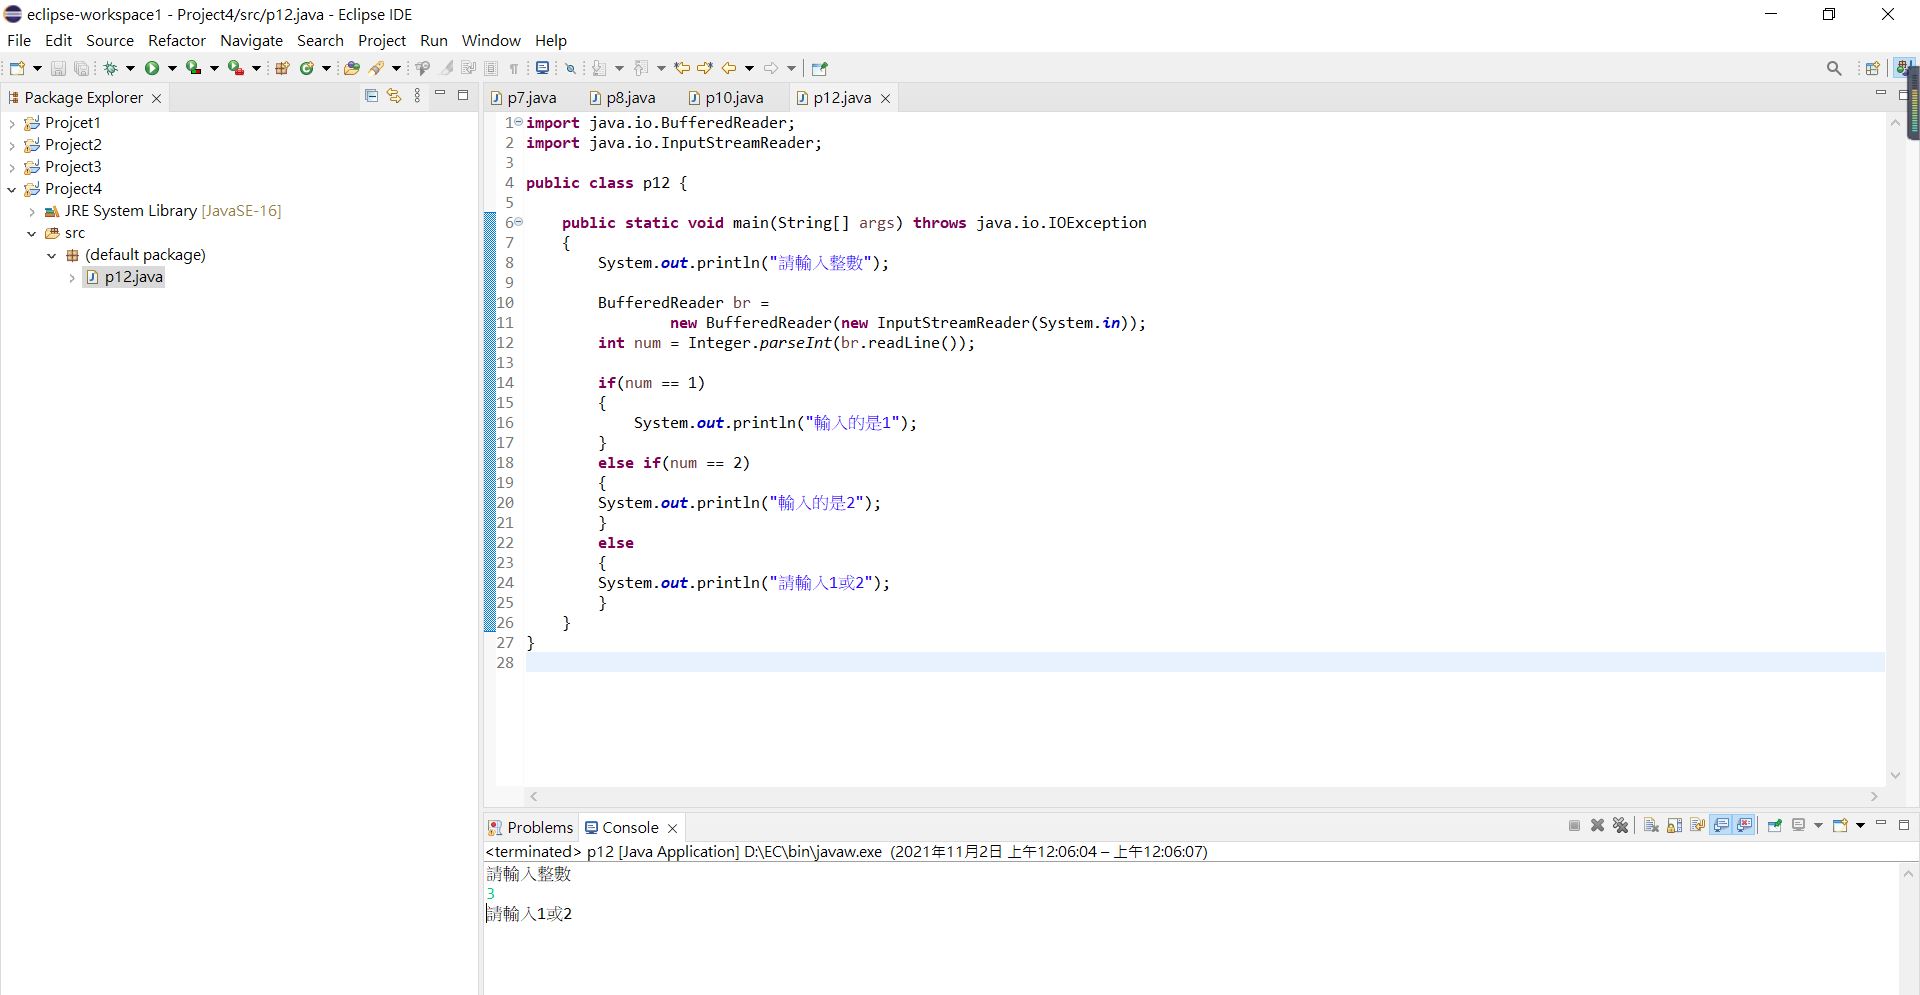 eclipse-workspace1 - Project4/src/p12.java - Eclipse IDE
File Edit Source Refactor Navigate Search Project Run Window Help
Package Explorer
Projcet1
Project2
Project3
Project4
JRE System Library [JavaSE-16]
src
(default package)
p12.java
p7.java p8.java p10.java p12.java
1 import java.io.BufferedReader;
2 import java.io.InputStreamReader;
3
4 public class p12 {
5
6 public static void main(String[] args) throws java.io.IOException
7 {
8 System.out.println("請輸入整數");
9
10 BufferedReader br =
11 new BufferedReader(new InputStreamReader(System.in));
12 int num = Integer.parseInt(br.readLine());
13
14 if(num == 1)
15 {
16 System.out.println("輸入的是1");
17 }
18 else if(num == 2)
19 {
20 System.out.println("輸入的是2");
21 }
22 else
23 {
24 System.out.println("請輸入1或2");
25 }
26 }
27 }
28
Problems Console
<terminated> p12 [Java Application] D:\EC\bin\javaw.exe (2021年11月2日 上午12:06:04 – 上午12:06:07)
請輸入整數
3
請輸入1或2